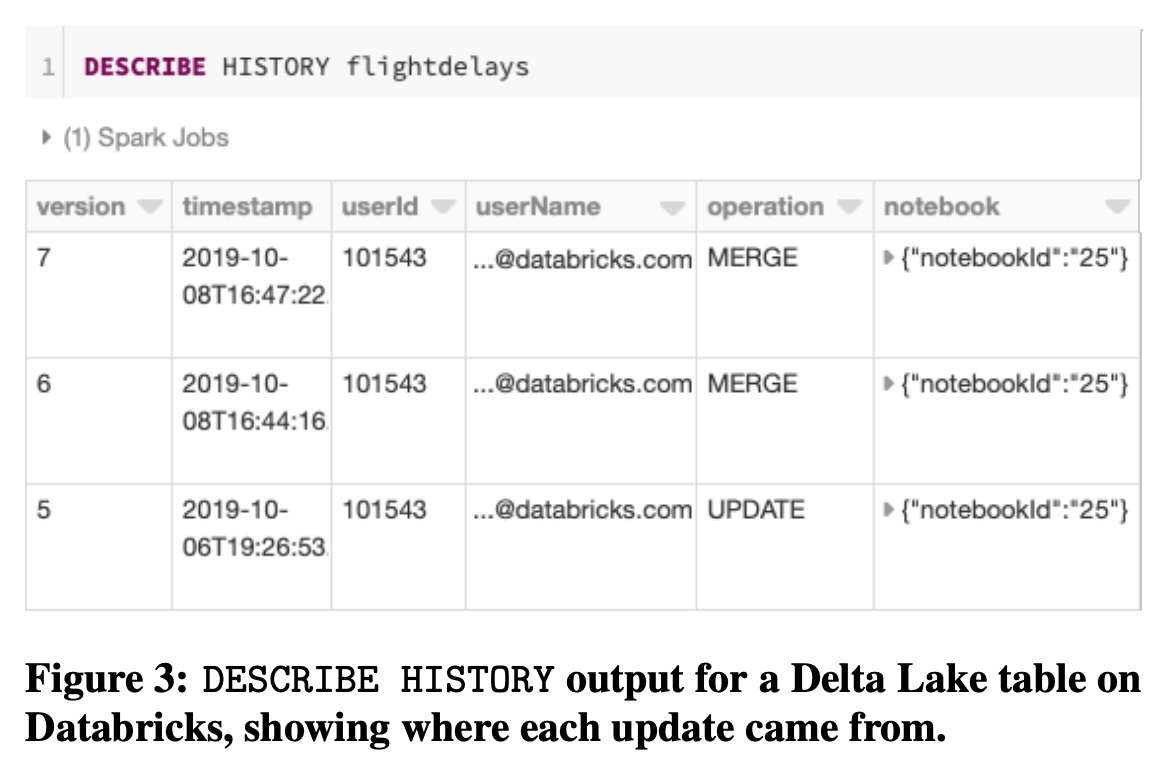 1 DESCRIBE HISTORY flightdelays
(1) Spark Jobs
version timestamp userId userName operation notebook
7 2019-10- 101543 ...@databricks.com MERGE {"notebookId":"25"}
08T16:47:22.
6 2019-10- 101543 ...@databricks.com MERGE {"notebookId":"25"}
08T16:44:16.
5 2019-10- 101543 ...@databricks.com UPDATE {"notebookId":"25"}
06T19:26:53.
Figure 3: DESCRIBE HISTORY output for a Delta Lake table on
Databricks, showing where each update came from.